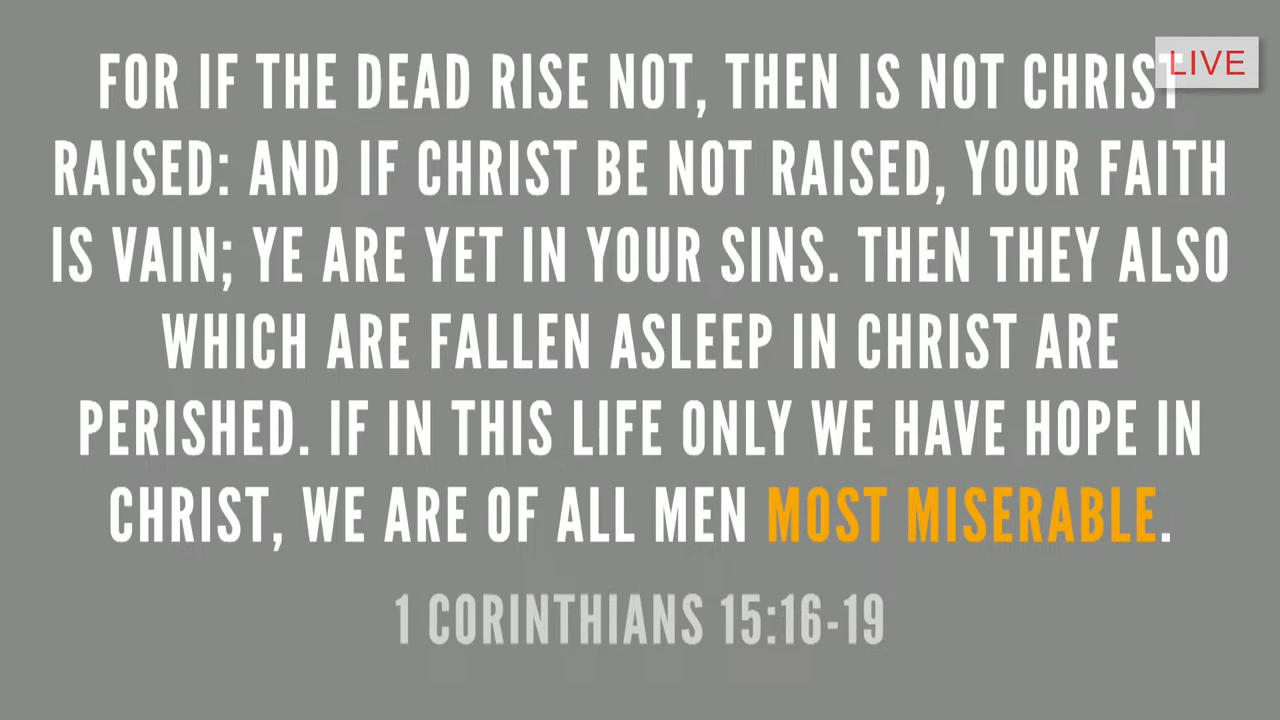 LIVE
FOR IF THE DEAD RISE NOT, THEN IS NOT CHRIST
RAISED: AND IF CHRIST BE NOT RAISED, YOUR FAITH
IS VAIN; YE ARE YET IN YOUR SINS. THEN THEY ALSO
WHICH ARE FALLEN ASLEEP IN CHRIST ARE
PERISHED. IF IN THIS LIFE ONLY WE HAVE HOPE IN
CHRIST, WE ARE OF ALL MEN MOST MISERABLE.
1 CORINTHIANS 15:16-19